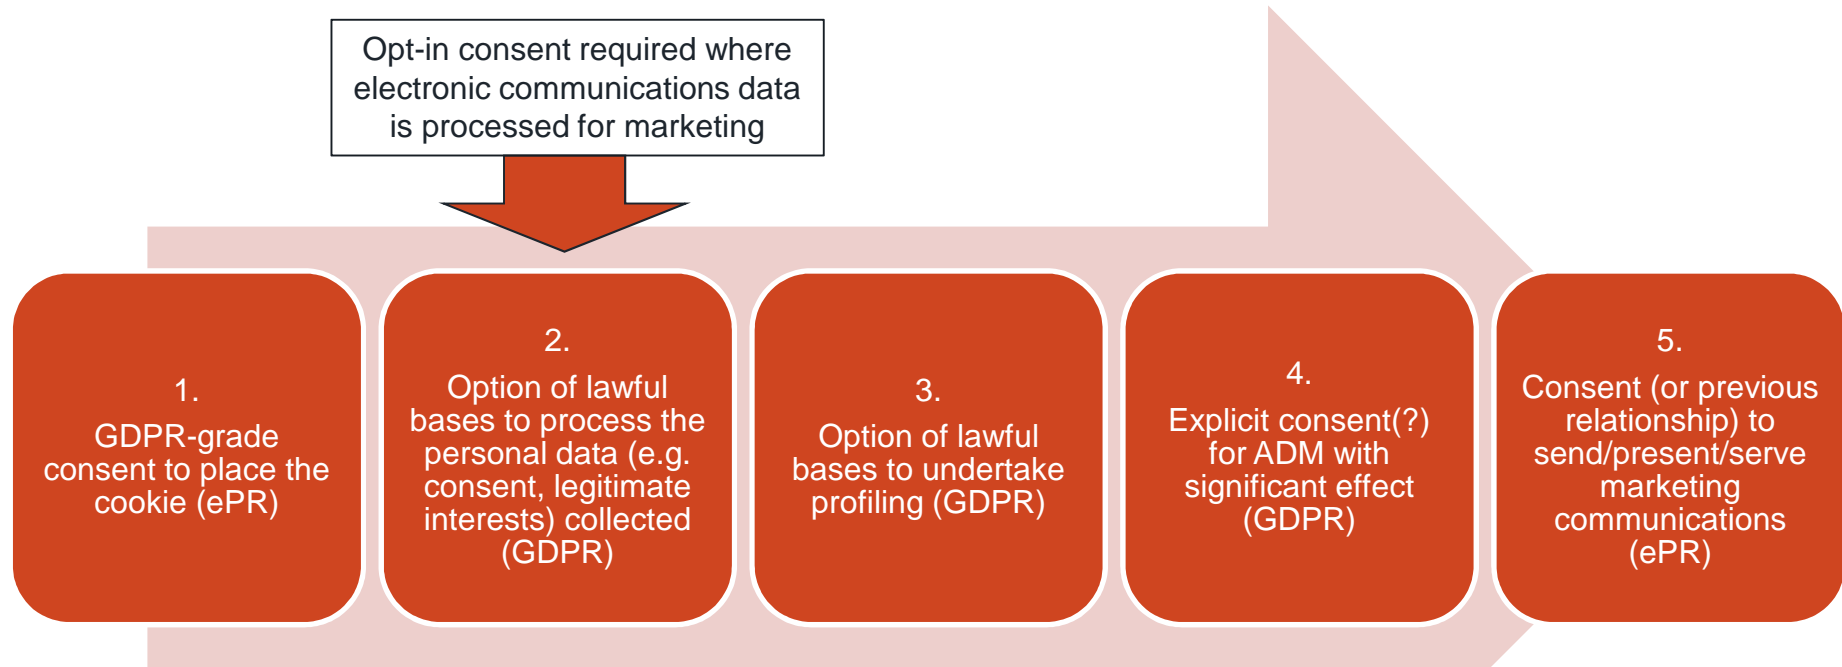 Opt-in consent required where
electronic communications data
is processed for marketing
1.
GDPR-grade
consent to place the
cookie (ePR)
2.
Option of lawful
bases to process the
personal data (e.g.
consent, legitimate
interests) collected
(GDPR)
3.
Option of lawful
bases to undertake
profiling (GDPR)
4.
Explicit consent(?)
for ADM with
significant effect
(GDPR)
5.
Consent (or previous
relationship) to
send/present/serve
marketing
communications
(ePR)